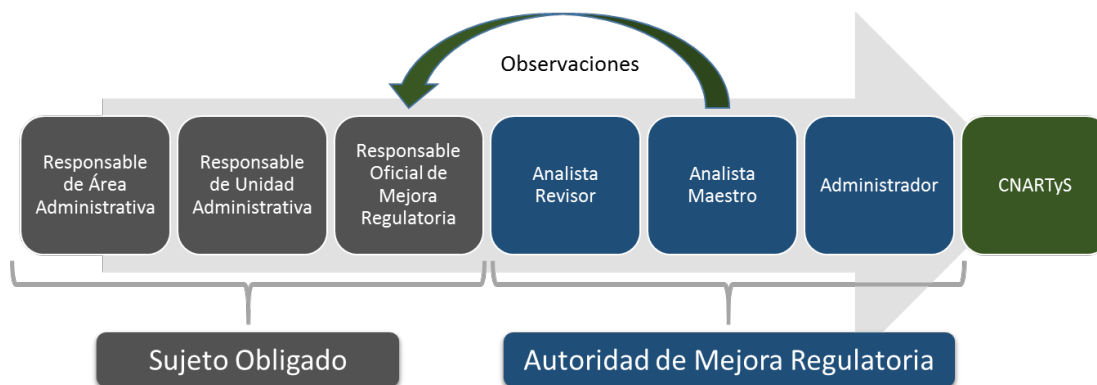 Observaciones
Responsable
de Área
Administrativa
Responsable
de Unidad
Administrativa
Responsable
Oficial de
Mejora
Regulatoria
Analista
Revisor
Analista
Maestro
Administrador
CNARTyS
Sujeto Obligado
Autoridad de Mejora Regulatoria